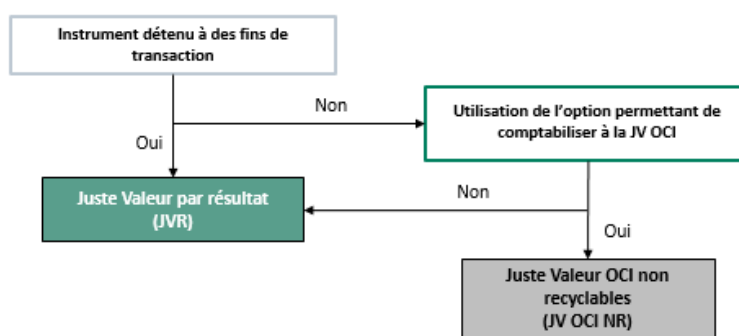 Instrument détenu à des fins de
transaction
Non
Utilisation de l'option permettant de
comptabiliser à la JV OCI
Oui
Juste Valeur par résultat
(JVR)
Non
Oui
Juste Valeur OCI non
recyclables
(JV OCI NR)